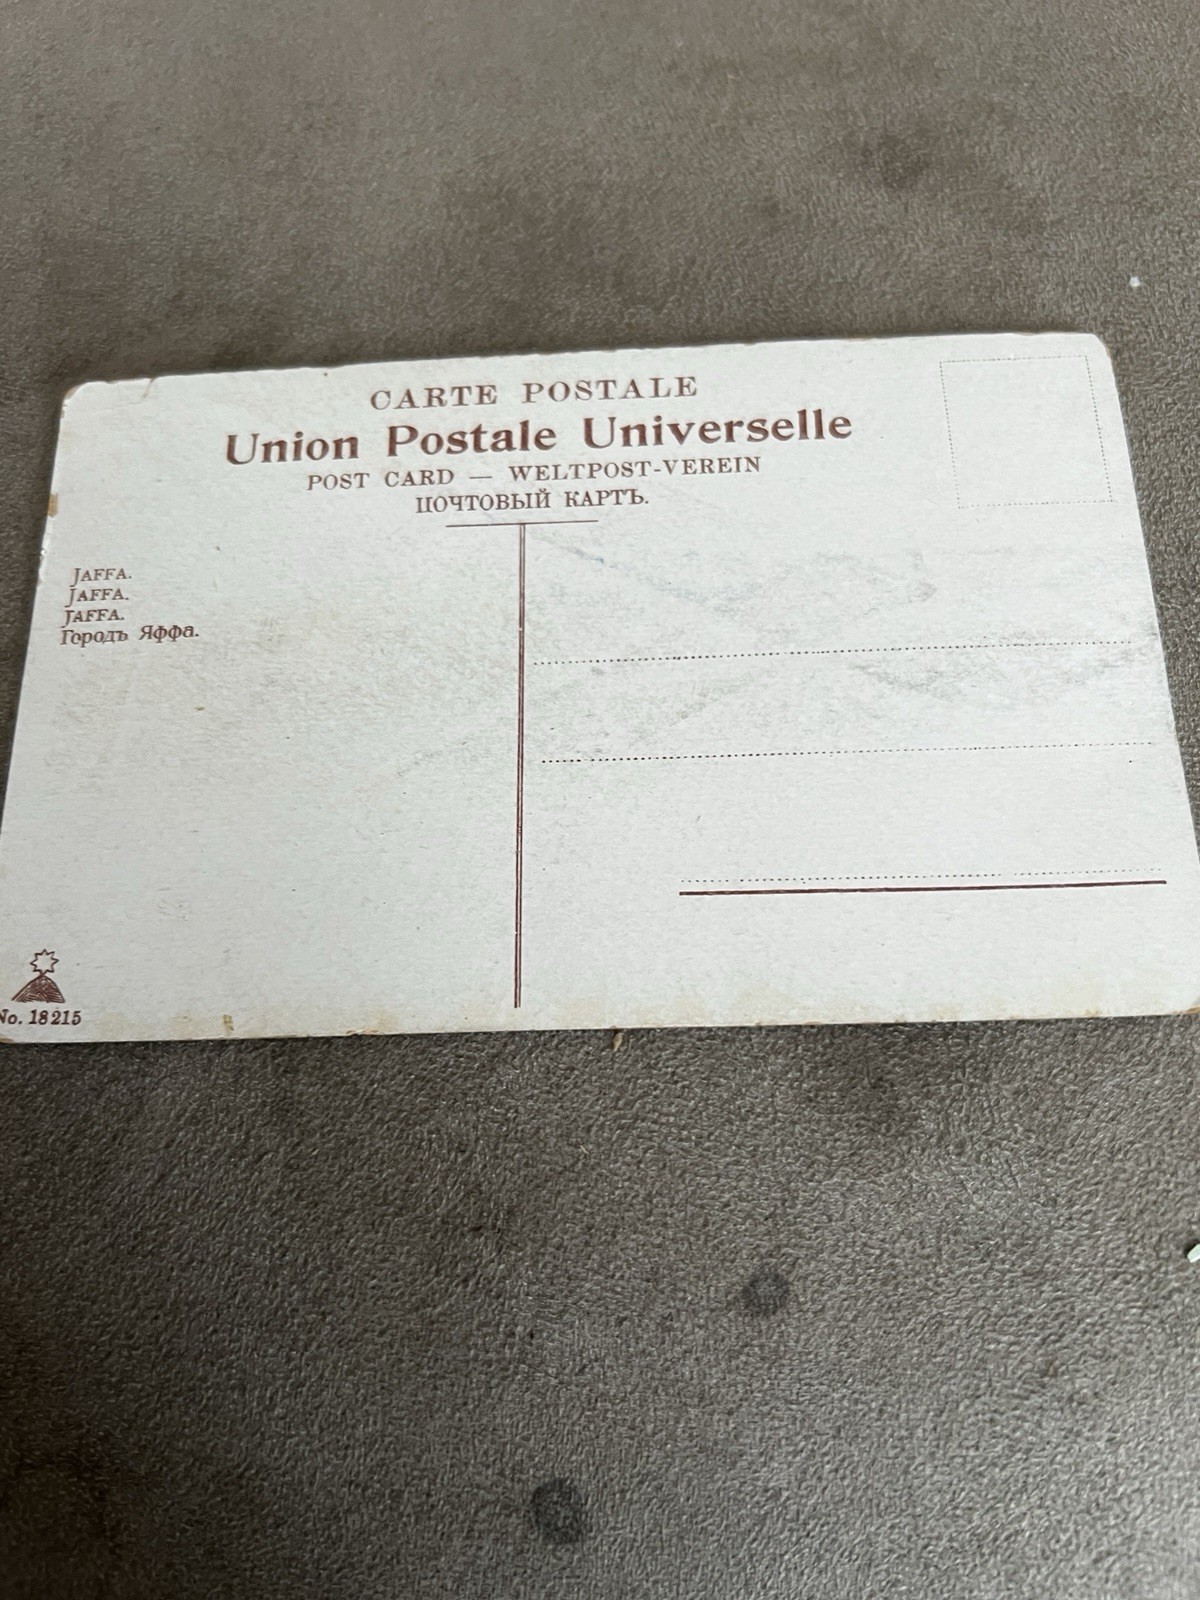 CARTE POSTALE
Union Postale Universelle
POST CARD — WELTPOST-VEREIN
ПОЧТОВЫЙ КАРТЪ.
JAFFA.
JAFFA.
JAFFA.
Городъ Яффа.
No. 18215